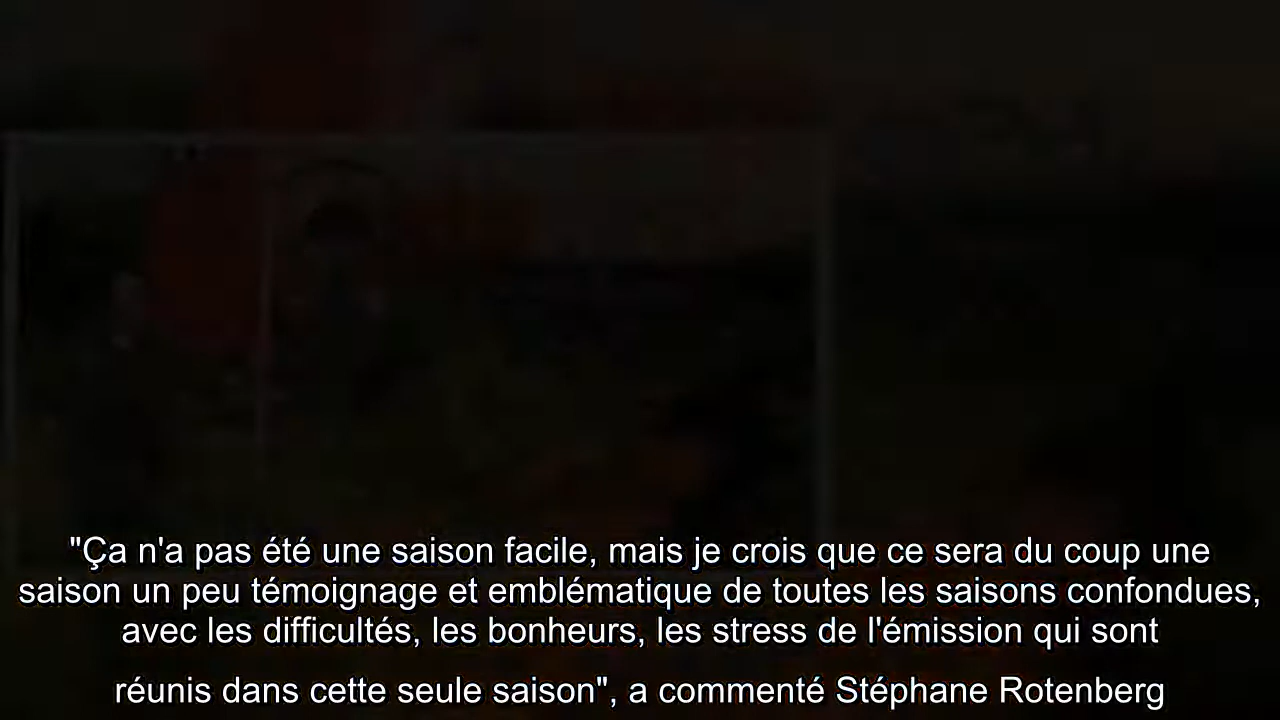 "Ça n'a pas été une saison facile, mais je crois que ce sera du coup une
saison un peu témoignage et emblématique de toutes les saisons confondues,
avec les difficultés, les bonheurs, les stress de l'émission qui sont
réunis dans cette seule saison", a commenté Stéphane Rotenberg